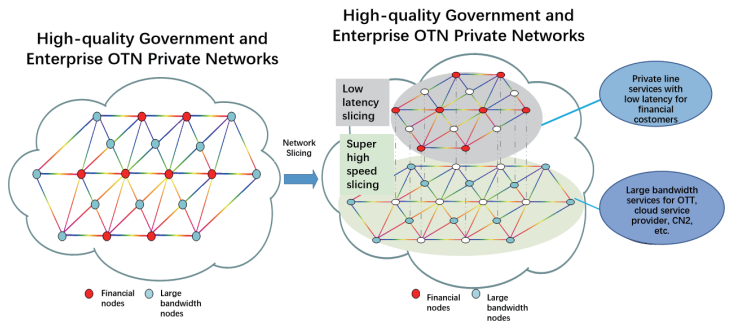 High-quality Government and
Enterprise OTN Private Networks
Financial
nodes
Large
bandwidth
nodes
Network
Slicing
High-quality Government and
Enterprise OTN Private Networks
Low
latency
slicing
Super
high
speed
slicing
Private line
services with
low latency for
financial
costomers
Large bandwidth
services for OTT,
cloud service
provider, CN2,
etc.
Financial
nodes
Large
bandwidth
nodes